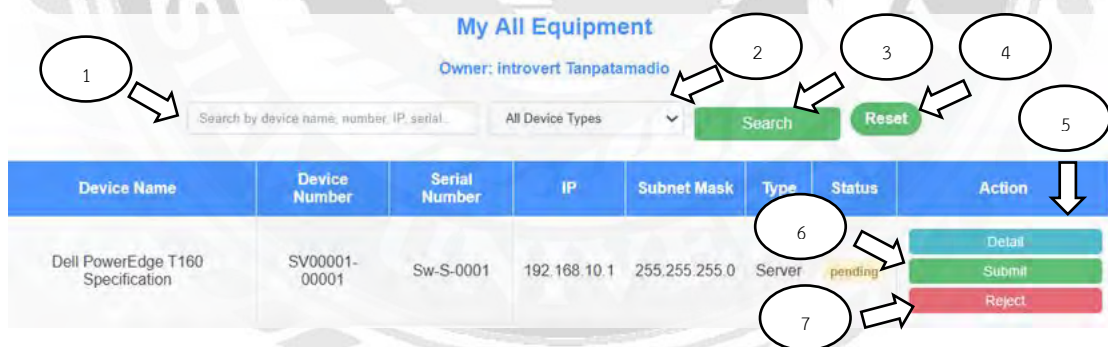 My All Equipment
Owner: introvert Tanpatamadio
1
2
3
4
5
Search by device name, number, IP, serial...
All Device Types
Search
Reset
Device Name
Device Number
Serial Number
IP
Subnet Mask
Type
Status
Action
Dell PowerEdge T160
Specification
SV00001-
00001
Sw-S-0001
192.168.10.1
255.255.255.0
Server
pending
Detail
Submit
Reject
6
7